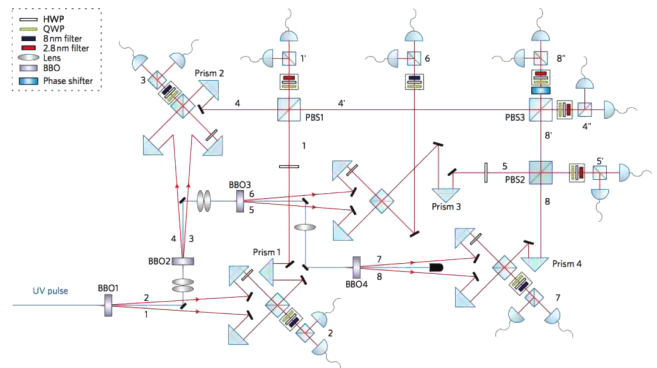 HWP
QWP
8 nm filter
2.8 nm filter
Lens
BBO
Phase shifter
3
Prism 2
1'
6
8''
4
4'
PBS1
PBS3
4''
8'
1
5
5'
BBO3
6
5
PBS2
Prism 3
8
4
3
BBO2
Prism 1
7
Prism 4
UV pulse
BBO1
2
1
BBO4
8
7
2